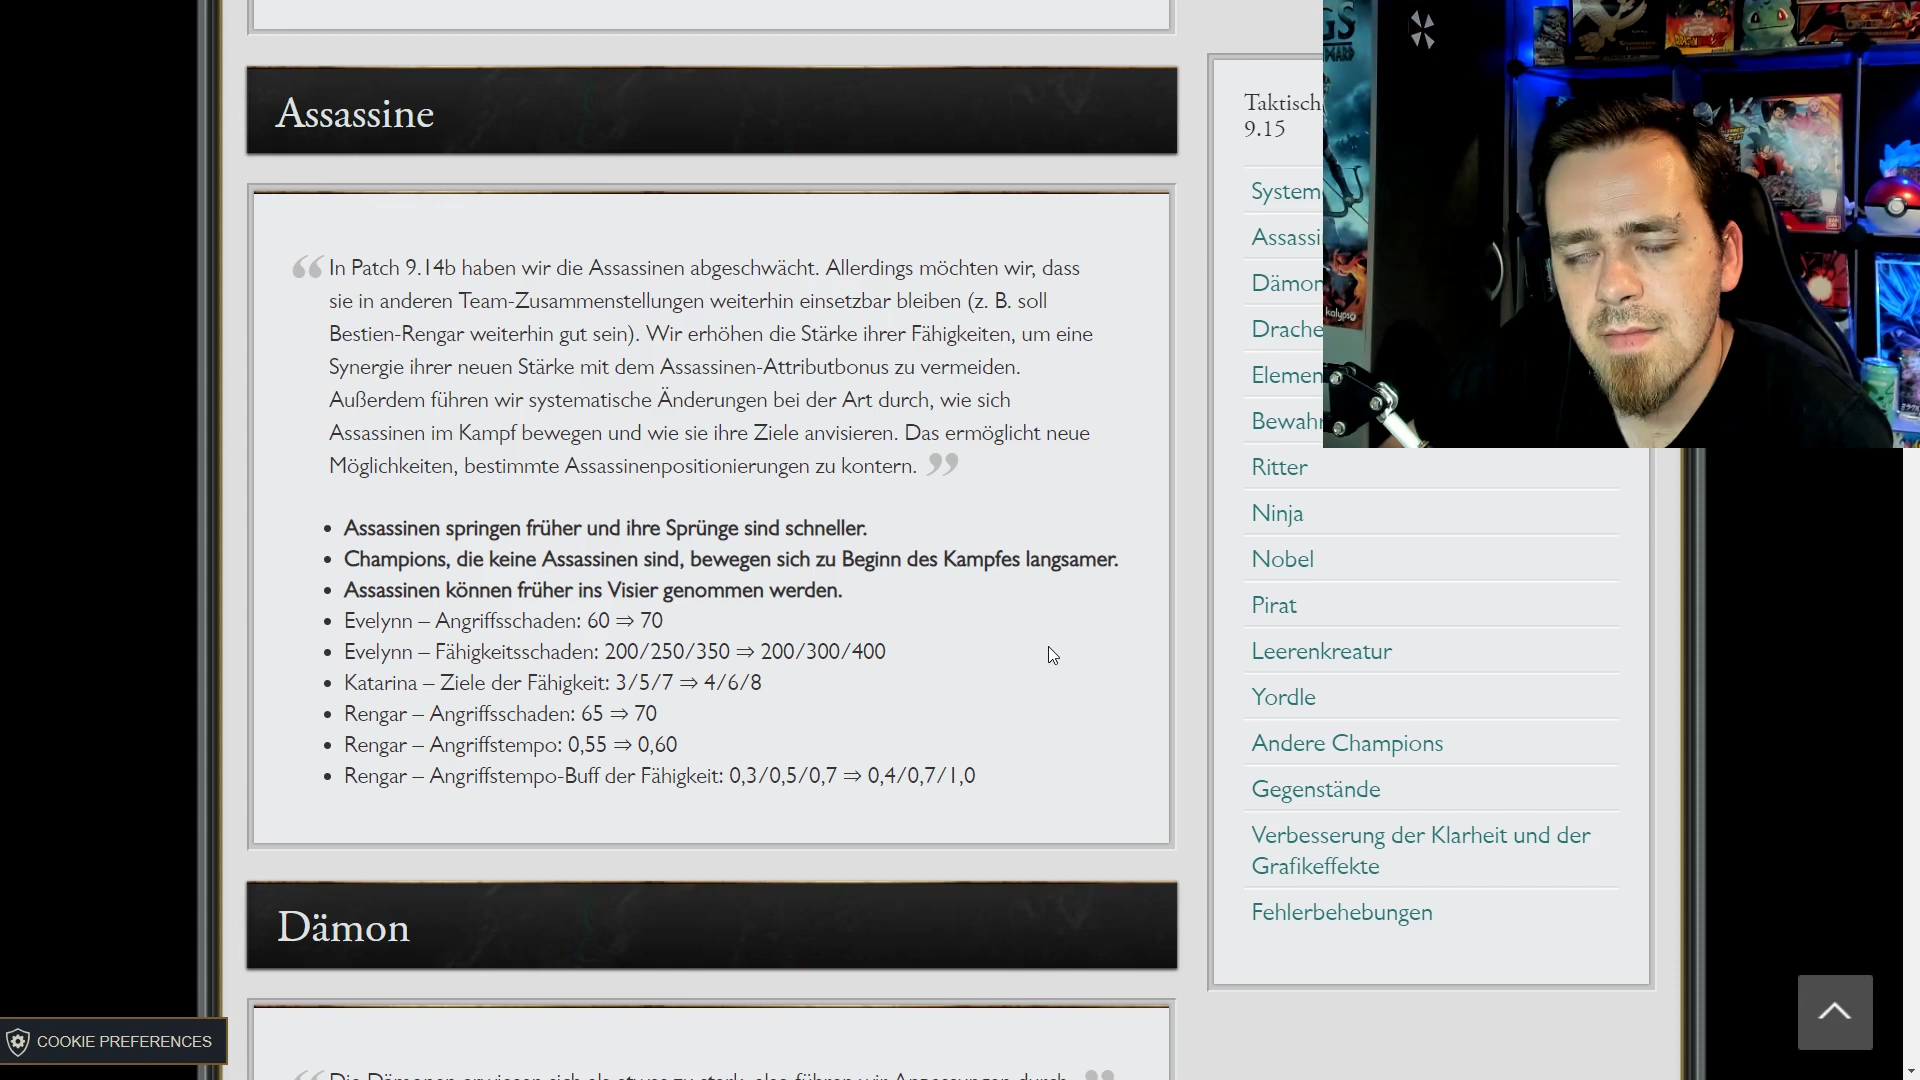 Assassine
In Patch 9.14b haben wir die Assassinen abgeschwächt. Allerdings möchten wir, dass
sie in anderen Team-Zusammenstellungen weiterhin einsetzbar bleiben (z. B. soll
Bestien-Rengar weiterhin gut sein). Wir erhöhen die Stärke ihrer Fähigkeiten, um eine
Synergie ihrer neuen Stärke mit dem Assassinen-Attributbonus zu vermeiden.
Außerdem führen wir systematische Änderungen bei der Art durch, wie sich
Assassinen im Kampf bewegen und wie sie ihre Ziele anvisieren. Das ermöglicht neue
Möglichkeiten, bestimmte Assassinenpositionierungen zu kontern.
Assassinen springen früher und ihre Sprünge sind schneller.
Champions, die keine Assassinen sind, bewegen sich zu Beginn des Kampfes langsamer.
Assassinen können früher ins Visier genommen werden.
Evelynn – Angriffsschaden: 60 ⇒ 70
Evelynn – Fähigkeitsschaden: 200/250/350 ⇒ 200/300/400
Katarina – Ziele der Fähigkeit: 3/5/7 ⇒ 4/6/8
Rengar – Angriffsschaden: 65 ⇒ 70
Rengar – Angriffstempo: 0,55 ⇒ 0,60
Rengar – Angriffstempo-Buff der Fähigkeit: 0,3/0,5/0,7 ⇒ 0,4/0,7/1,0
Dämon
Taktisch
9.15
System
Assassi
Dämon
Drache
Elemen
Bewahr
Ritter
Ninja
Nobel
Pirat
Leerenkreatur
Yordle
Andere Champions
Gegenstände
Verbesserung der Klarheit und der
Grafikeffekte
Fehlerbehebungen
kalypso
COOKIE PREFERENCES